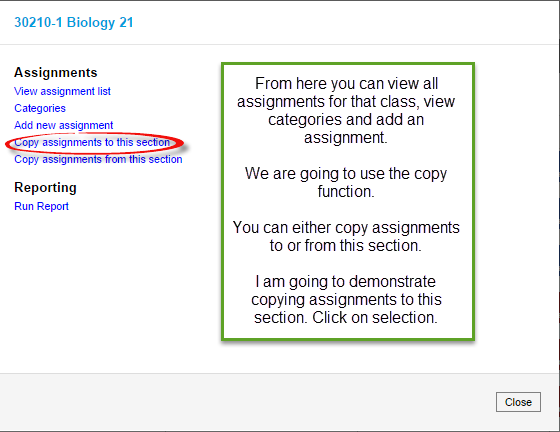 30210-1 Biology 21
Assignments
View assignment list
Categories
Add new assignment
Copy assignments to this section
Copy assignments from this section
Reporting
Run Report
From here you can view all
assignments for that class, view
categories and add an
assignment.
We are going to use the copy
function.
You can either copy assignments
to or from this section.
I am going to demonstrate
copying assignments to this
section. Click on selection.
Close